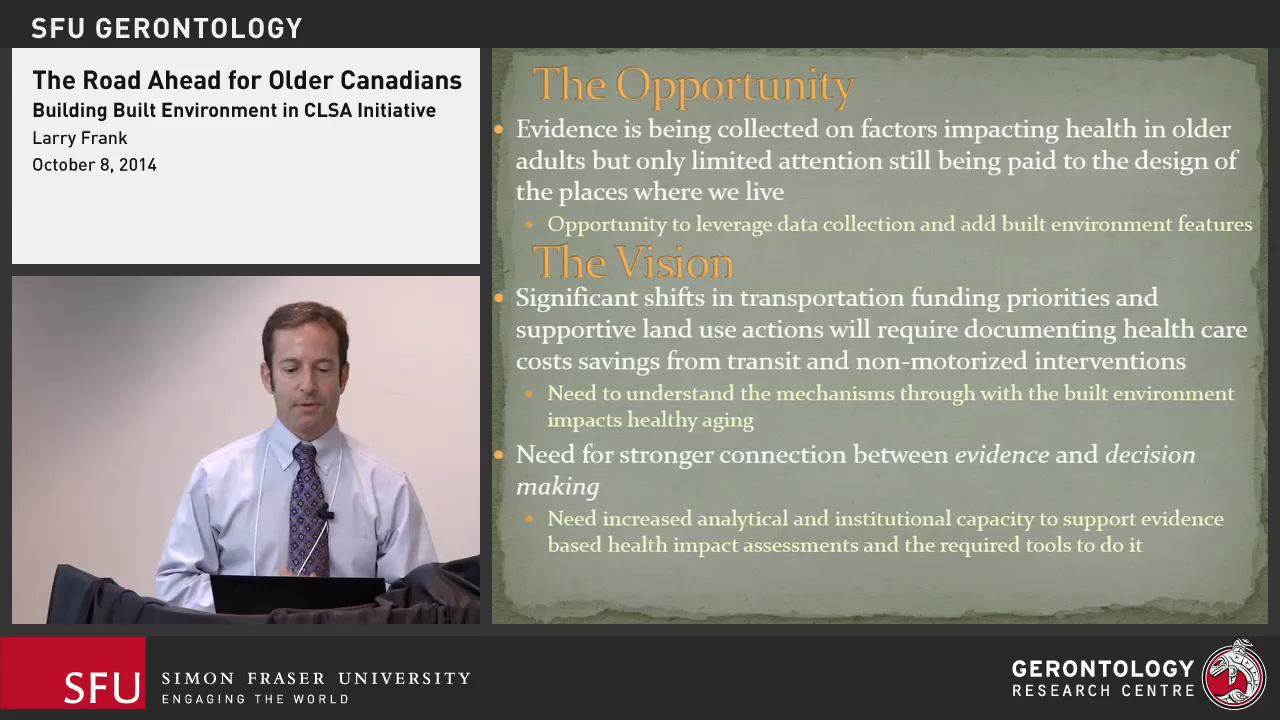 SFU GERONTOLOGY
The Road Ahead for Older Canadians
Building Built Environment in CLSA Initiative
Larry Frank
October 8, 2014
The Opportunity
Evidence is being collected on factors impacting health in older
adults but only limited attention still being paid to the design of
the places where we live
Opportunity to leverage data collection and add built environment features
The Vision
Significant shifts in transportation funding priorities and
supportive land use actions will require documenting health care
costs savings from transit and non-motorized interventions
Need to understand the mechanisms through with the built environment
impacts healthy aging
Need for stronger connection between evidence and decision
making
Need increased analytical and institutional capacity to support evidence
based health impact assessments and the required tools to do it
SFU
SIMON FRASER UNIVERSITY
ENGAGING THE WORLD
GERONTOLOGY
RESEARCH CENTRE